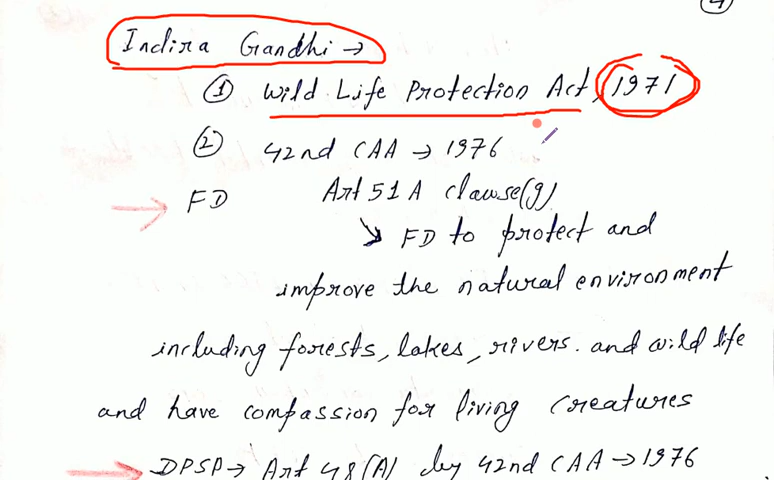 4
Indira Gandhi →
① Wild Life Protection Act, 1971
② 42nd CAA → 1976
FD Art 51 A clawse(g)
↘ FD to protect and
improve the natural environment
including forests, lakes, rivers. and wild life
and have compassion for living creatures
DPSP → Art 48(A) by 42nd CAA → 1976